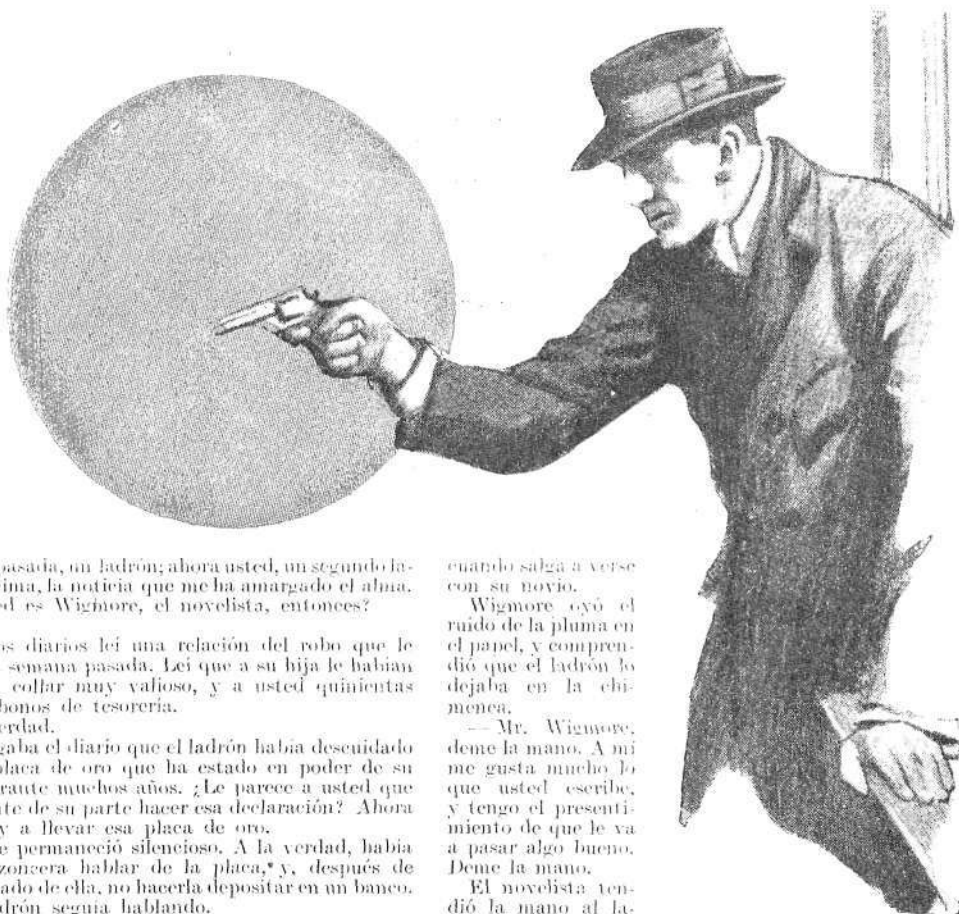 pasada, un ladrón; ahora usted, un segundo la-
ima, la noticia que me ha amargado el alma.
ed es Wigmore, el novelista, entonces?
os diarios leí una relación del robo que le
semana pasada. Leí que a su hija le habían
collar muy valioso, y a usted quinientas
bonos de tesorería.
erdad.
gaba el diario que el ladrón había descuidado
placa de oro que ha estado en poder de su
rante muchos años. ¿Le parece a usted que
te de su parte hacer esa declaración? Ahora
y a llevar esa placa de oro.
e permaneció silencioso. A la verdad, había
zoncera hablar de la placa, y, después de
ado de ella, no hacerla depositar en un banco.
drón seguía hablando.
cuando salga a verse
con su novio.
Wigmore oyó el
ruido de la pluma en
el papel, y compren-
dió que el ladrón lo
dejaba en la chi-
menea.
— Mr. Wigmore,
deme la mano. A mí
me gusta mucho lo
que usted escribe,
y tengo el presenti-
miento de que le va
a pasar algo bueno.
Deme la mano.
El novelista ten-
dió la mano al la-